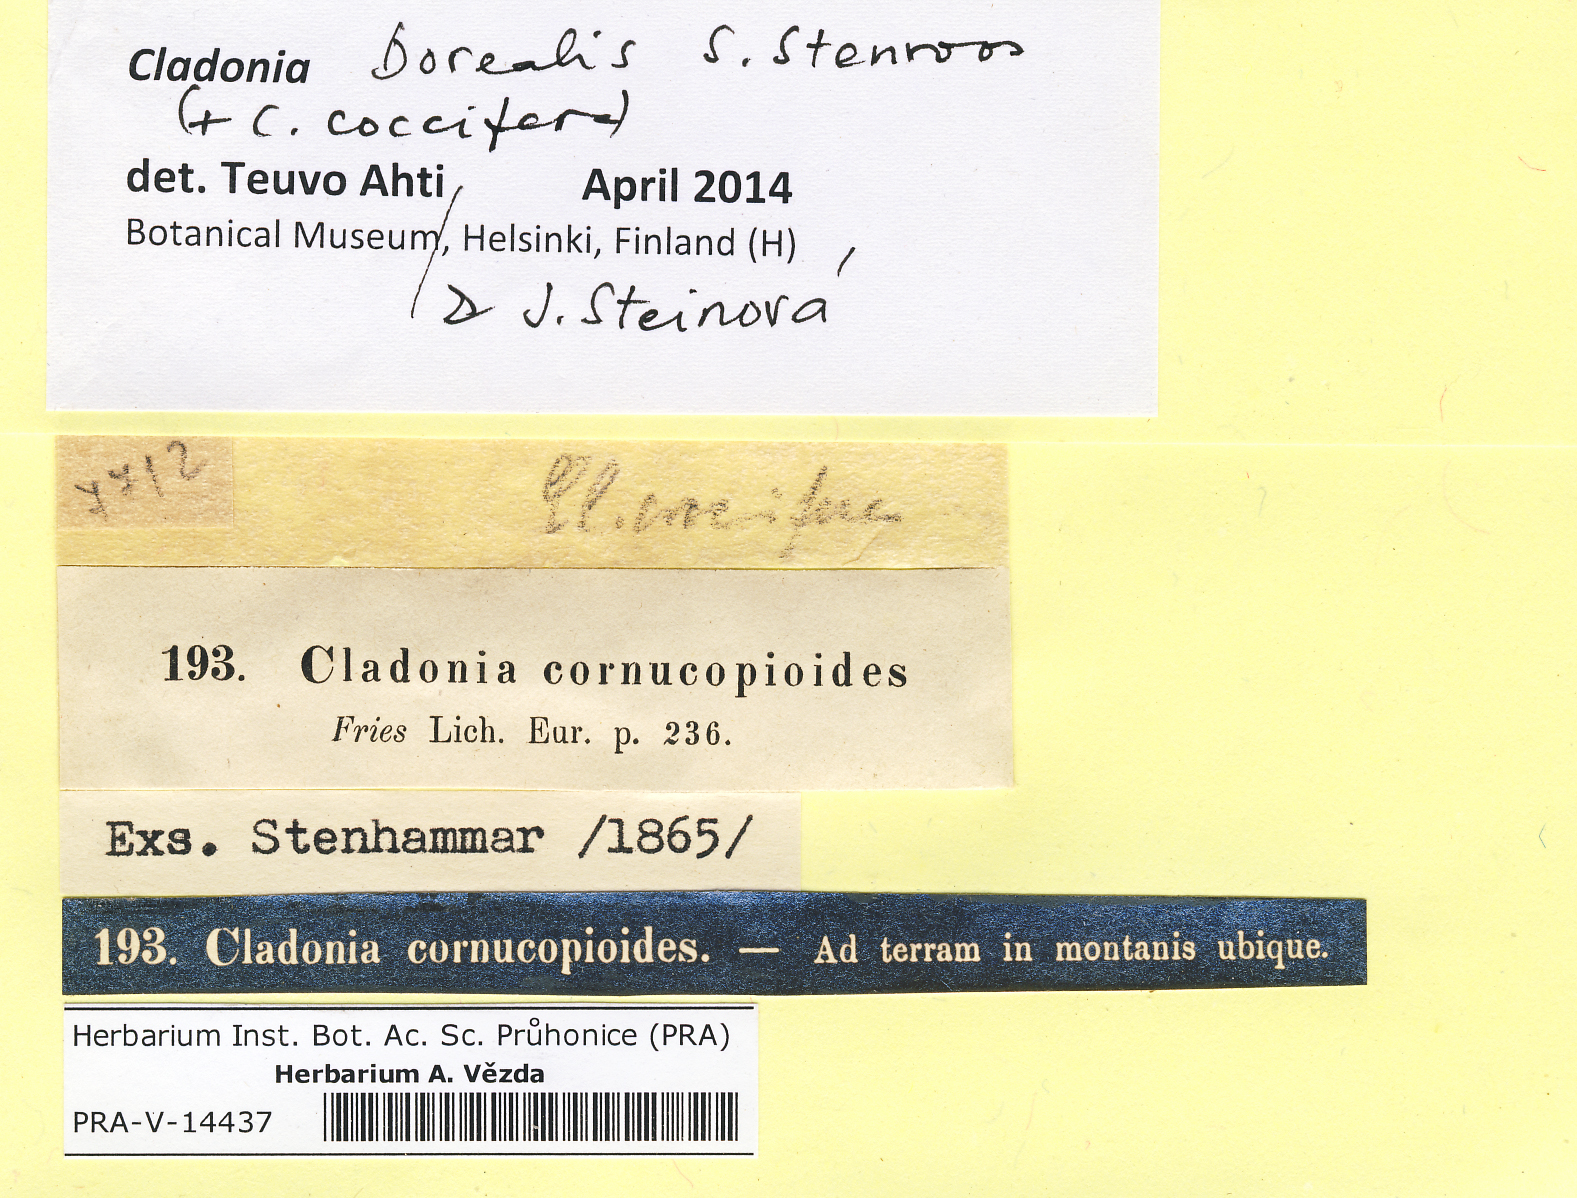 Cladonia borealis S. Stenroos
(+ C. coccifera)
det. Teuvo Ahti, April 2014
Botanical Museum, Helsinki, Finland (H)
& J. Steinová
Cl. coccifera
193. Cladonia cornucopioides
Fries Lich. Eur. p. 236.
Exs. Stenhammar /1865/
193. Cladonia cornucopioides. — Ad terram in montanis ubique.
Herbarium Inst. Bot. Ac. Sc. Průhonice (PRA)
Herbarium A. Vězda
PRA-V-14437